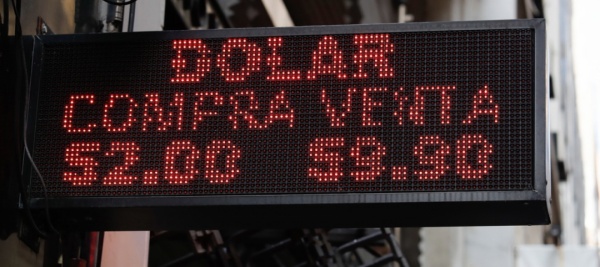 DOLAR
COMPRA VENTA
52.00 59.90